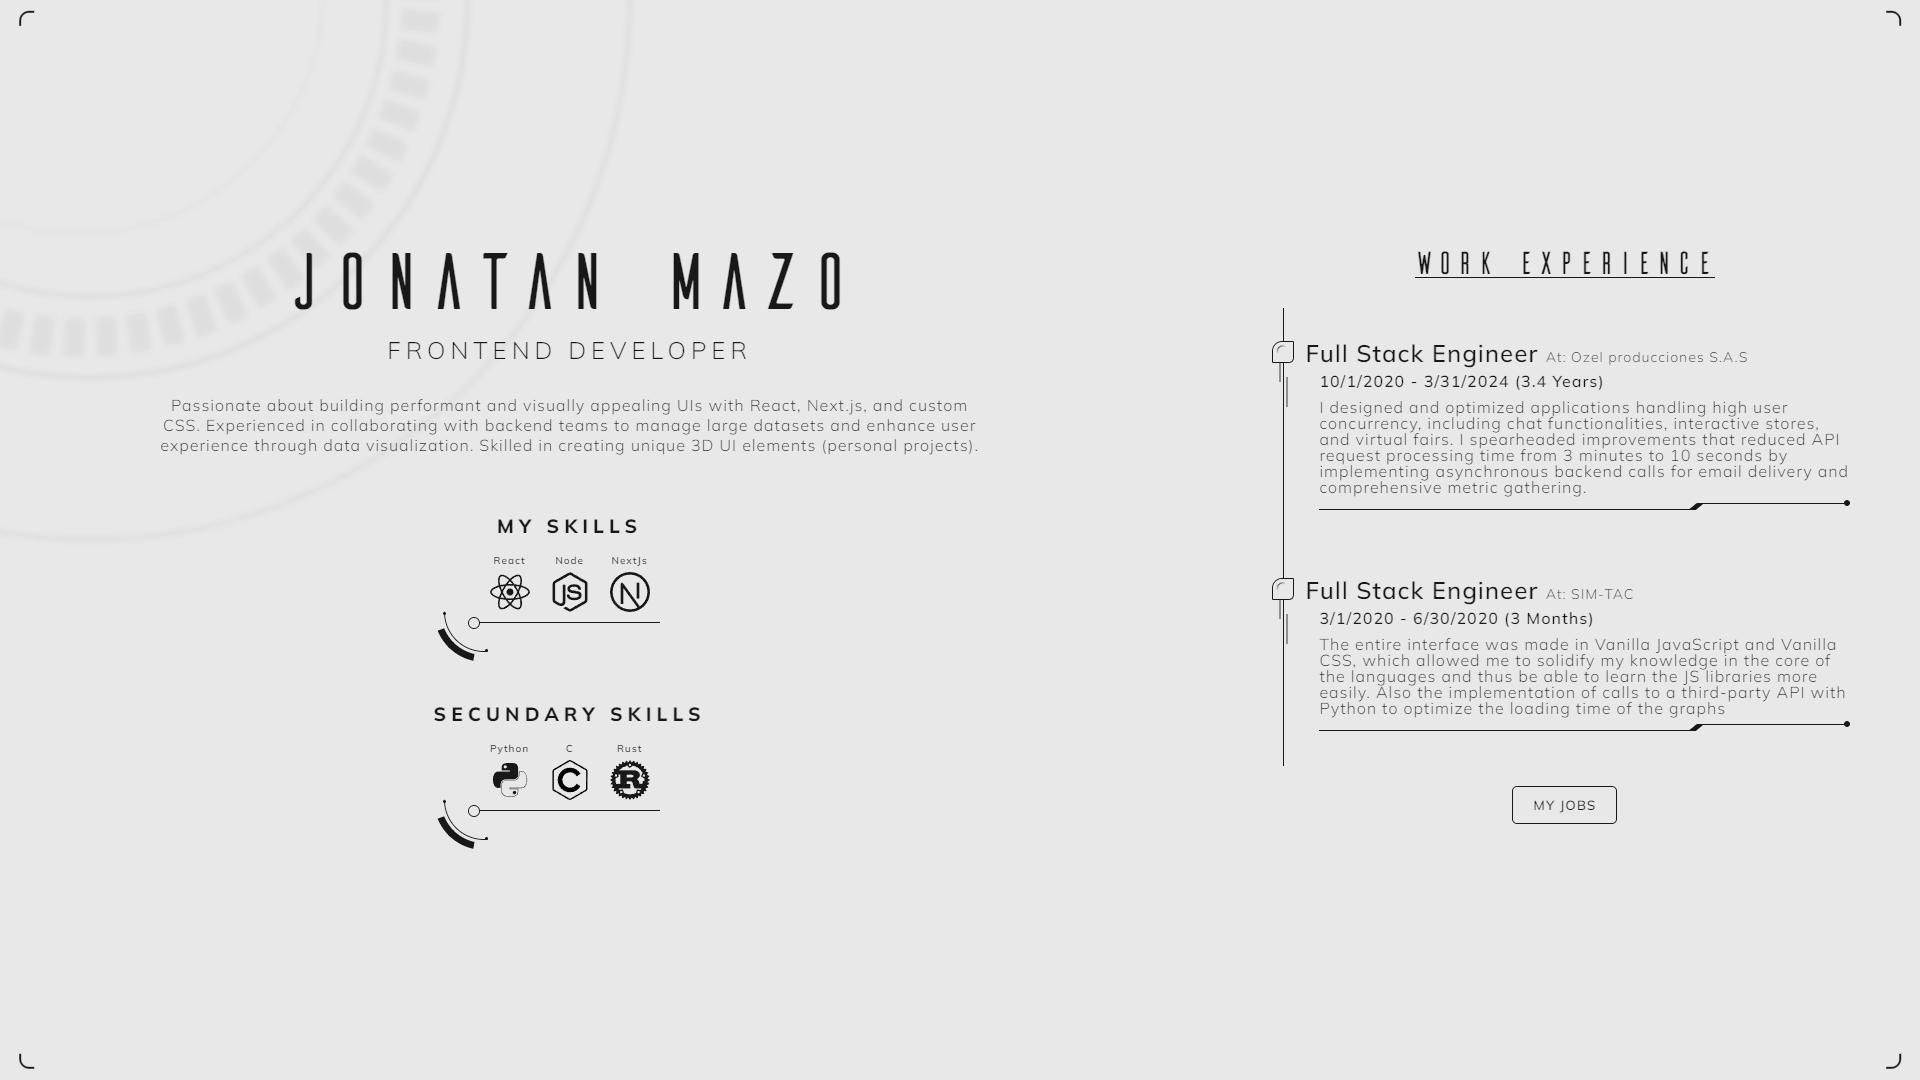 JONATAN MAZO
FRONTEND DEVELOPER
Passionate about building performant and visually appealing UIs with React, Next.js, and custom
CSS. Experienced in collaborating with backend teams to manage large datasets and enhance user
experience through data visualization. Skilled in creating unique 3D UI elements (personal projects).
MY SKILLS
React Node NextJs
JS N
SECUNDARY SKILLS
Python C Rust
C R
WORK EXPERIENCE
Full Stack Engineer At: Ozel producciones S.A.S
10/1/2020 - 3/31/2024 (3.4 Years)
I designed and optimized applications handling high user
concurrency, including chat functionalities, interactive stores,
and virtual fairs. I spearheaded improvements that reduced API
request processing time from 3 minutes to 10 seconds by
implementing asynchronous backend calls for email delivery and
comprehensive metric gathering.
Full Stack Engineer At: SIM-TAC
3/1/2020 - 6/30/2020 (3 Months)
The entire interface was made in Vanilla JavaScript and Vanilla
CSS, which allowed me to solidify my knowledge in the core of
the languages and thus be able to learn the JS libraries more
easily. Also the implementation of calls to a third-party API with
Python to optimize the loading time of the graphs
MY JOBS